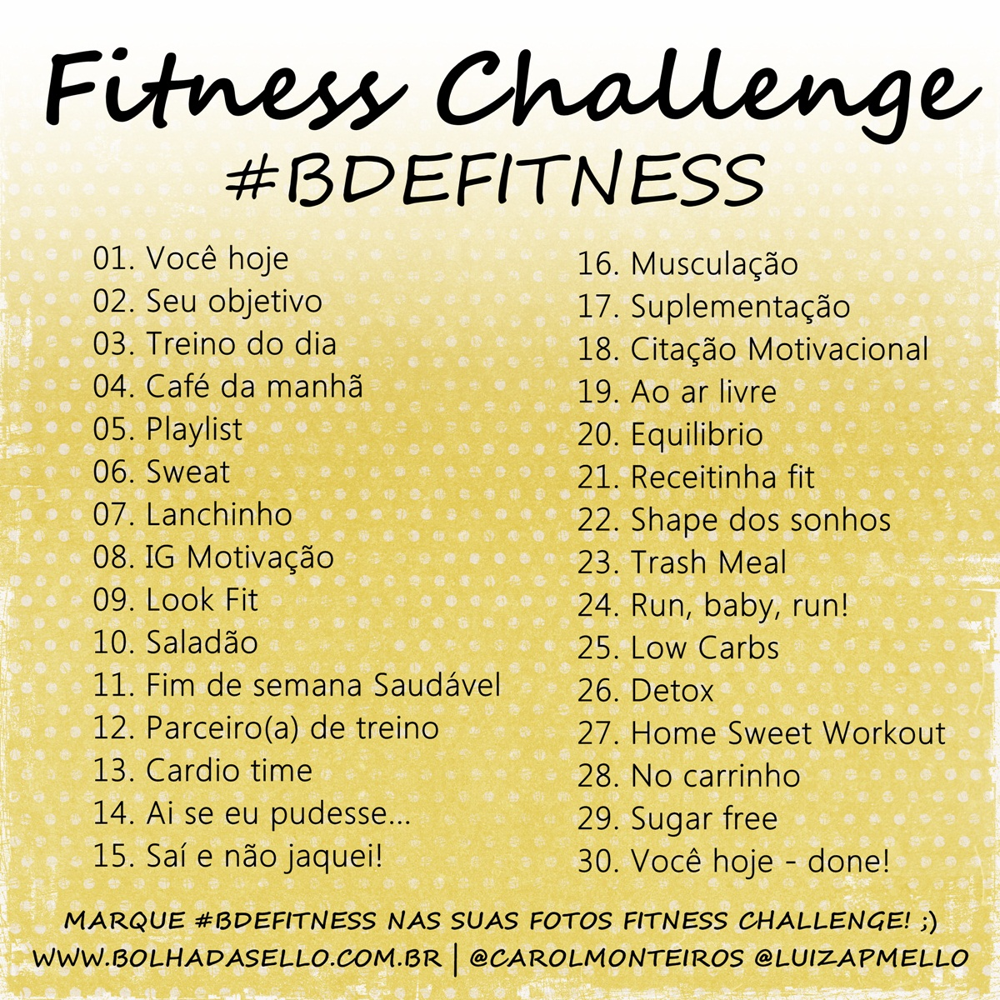 Fitness Challenge
#BDEFITNESS
01. Você hoje
02. Seu objetivo
03. Treino do dia
04. Café da manhã
05. Playlist
06. Sweat
07. Lanchinho
08. IG Motivação
09. Look Fit
10. Saladão
11. Fim de semana Saudável
12. Parceiro(a) de treino
13. Cardio time
14. Ai se eu pudesse...
15. Saí e não jaquei!
16. Musculação
17. Suplementação
18. Citação Motivacional
19. Ao ar livre
20. Equilibrio
21. Receitinha fit
22. Shape dos sonhos
23. Trash Meal
24. Run, baby, run!
25. Low Carbs
26. Detox
27. Home Sweet Workout
28. No carrinho
29. Sugar free
30. Você hoje - done!
MARQUE #BDEFITNESS NAS SUAS FOTOS FITNESS CHALLENGE! ;)
WWW.BOLHADASELLO.COM.BR | @CAROLMONTEIROS @LUIZAPMELLO